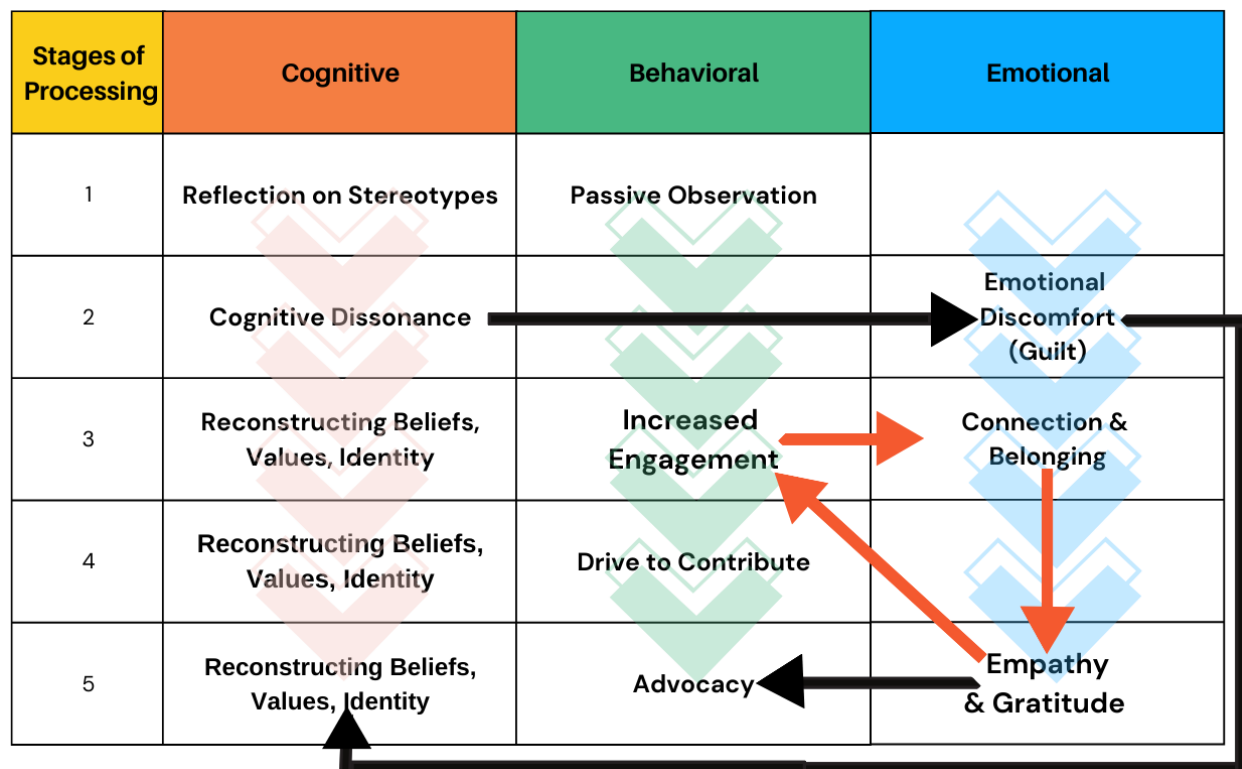 Stages of
Processing
Cognitive
Behavioral
Emotional
1
Reflection on Stereotypes
Passive Observation
2
Cognitive Dissonance
Emotional
Discomfort
(Guilt)
3
Reconstructing Beliefs,
Values, Identity
Increased
Engagement
Connection &
Belonging
4
Reconstructing Beliefs,
Values, Identity
Drive to Contribute
5
Reconstructing Beliefs,
Values, Identity
Advocacy
Empathy
& Gratitude